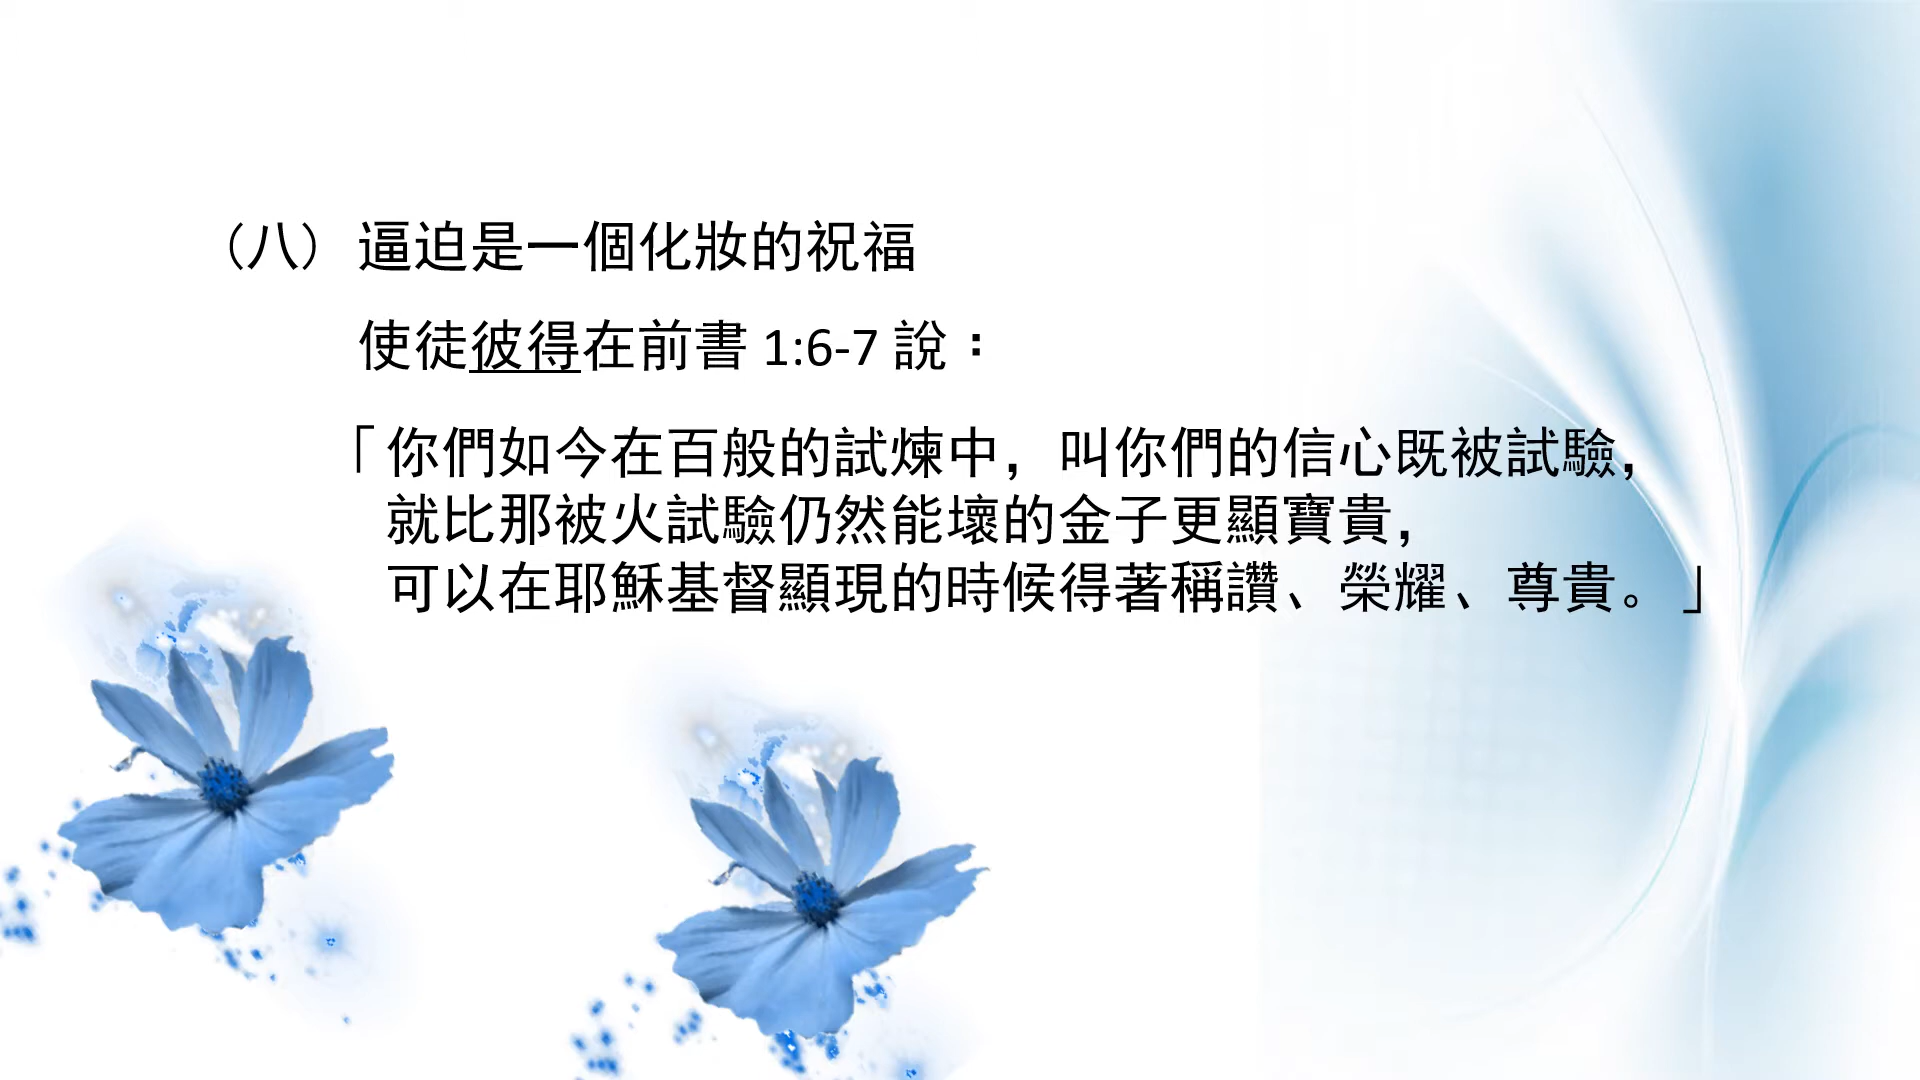 （八） 逼迫是一個化妝的祝福
使徒彼得在前書 1:6-7 說：
「你們如今在百般的試煉中，叫你們的信心既被試驗，
就比那被火試驗仍然能壞的金子更顯寶貴，
可以在耶穌基督顯現的時候得著稱讚、榮耀、尊貴。」